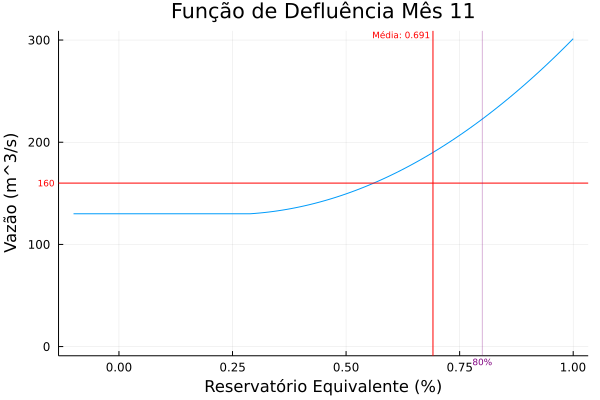 Função de Defluência Mês 11
Média: 0.691
300
200
160
100
0
Vazão (m^3/s)
0.00
0.25
0.50
0.75
80%
1.00
Reservatório Equivalente (%)